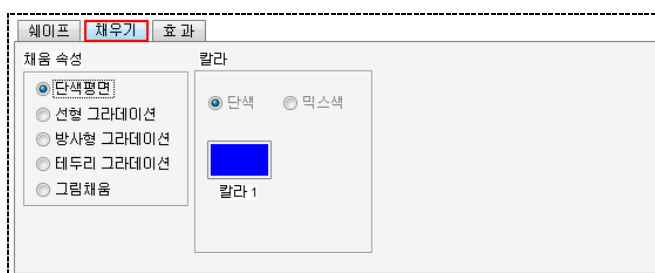 쉐이프 채우기 효과
채움 속성 칼라
단색평면
단색 믹스색
선형 그라데이션
방사형 그라데이션
테두리 그라데이션
그림채움
칼라 1